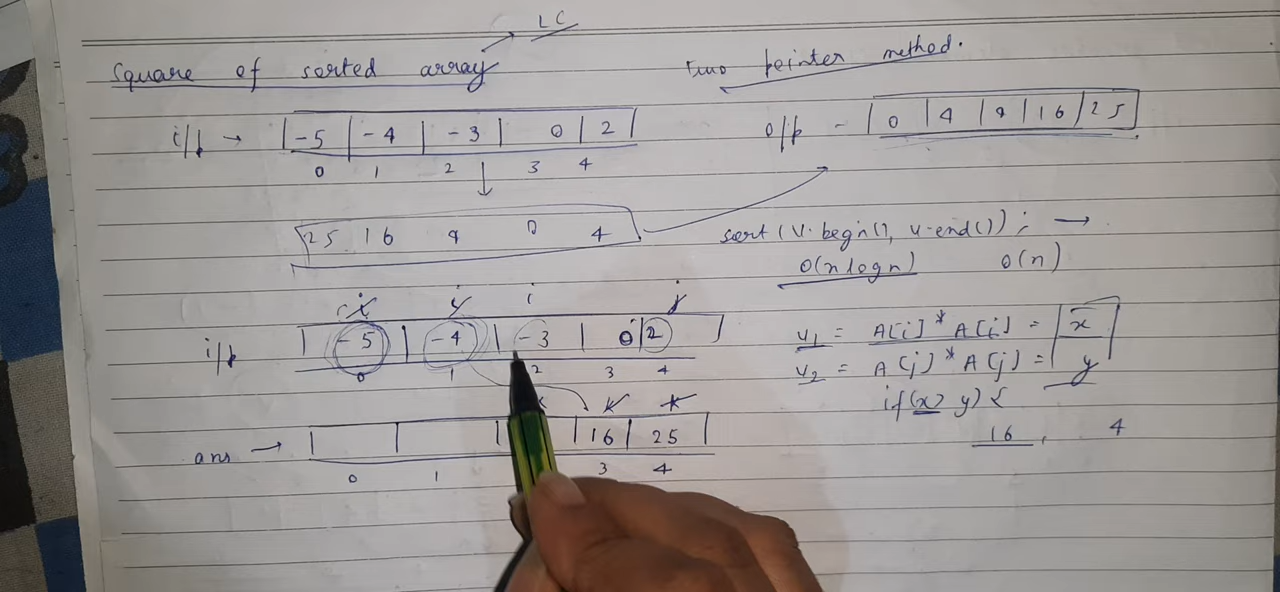 LC
Square of sorted array
Two pointer method.
i/p → -5 -4 -3 0 2
0 1 2 3 4
o/p - 0 4 9 16 25
25 16 9 0 4
sort (v.begin(), v.end()); →
O(n logn) O(n)
i j
i/p -5 -4 -3 0 2
0 1 2 3 4
v1 = A[i] * A[i] = x
v2 = A[j] * A[j] = y
if(x > y) {
16, 4
k k
ans → 16 25
0 1 3 4